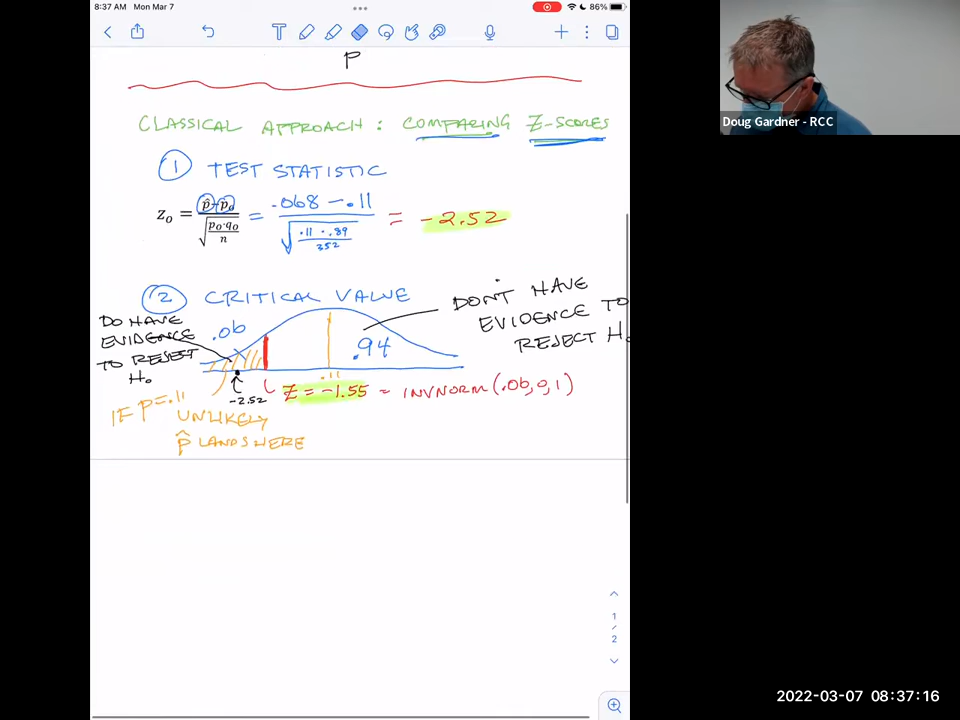 8:37 AM Mon Mar 7
86%
P
CLASSICAL APPROACH: COMPARING Z-SCORES
1 TEST STATISTIC
z₀ = (p̂ - p₀) / √(p₀·q₀ / n) = (.068 - .11) / √(.11 · .89 / 352) = -2.52
2 CRITICAL VALUE
DO HAVE
EVIDENCE
TO REJECT
H₀
.06
.94
DON'T HAVE
EVIDENCE TO
REJECT H₀
.11
-2.52
Z = -1.55 = INVNORM(.06, 0, 1)
IF P=.11
UNLIKELY
p̂ LANDS HERE
1
/
2
Doug Gardner - RCC
2022-03-07 08:37:16